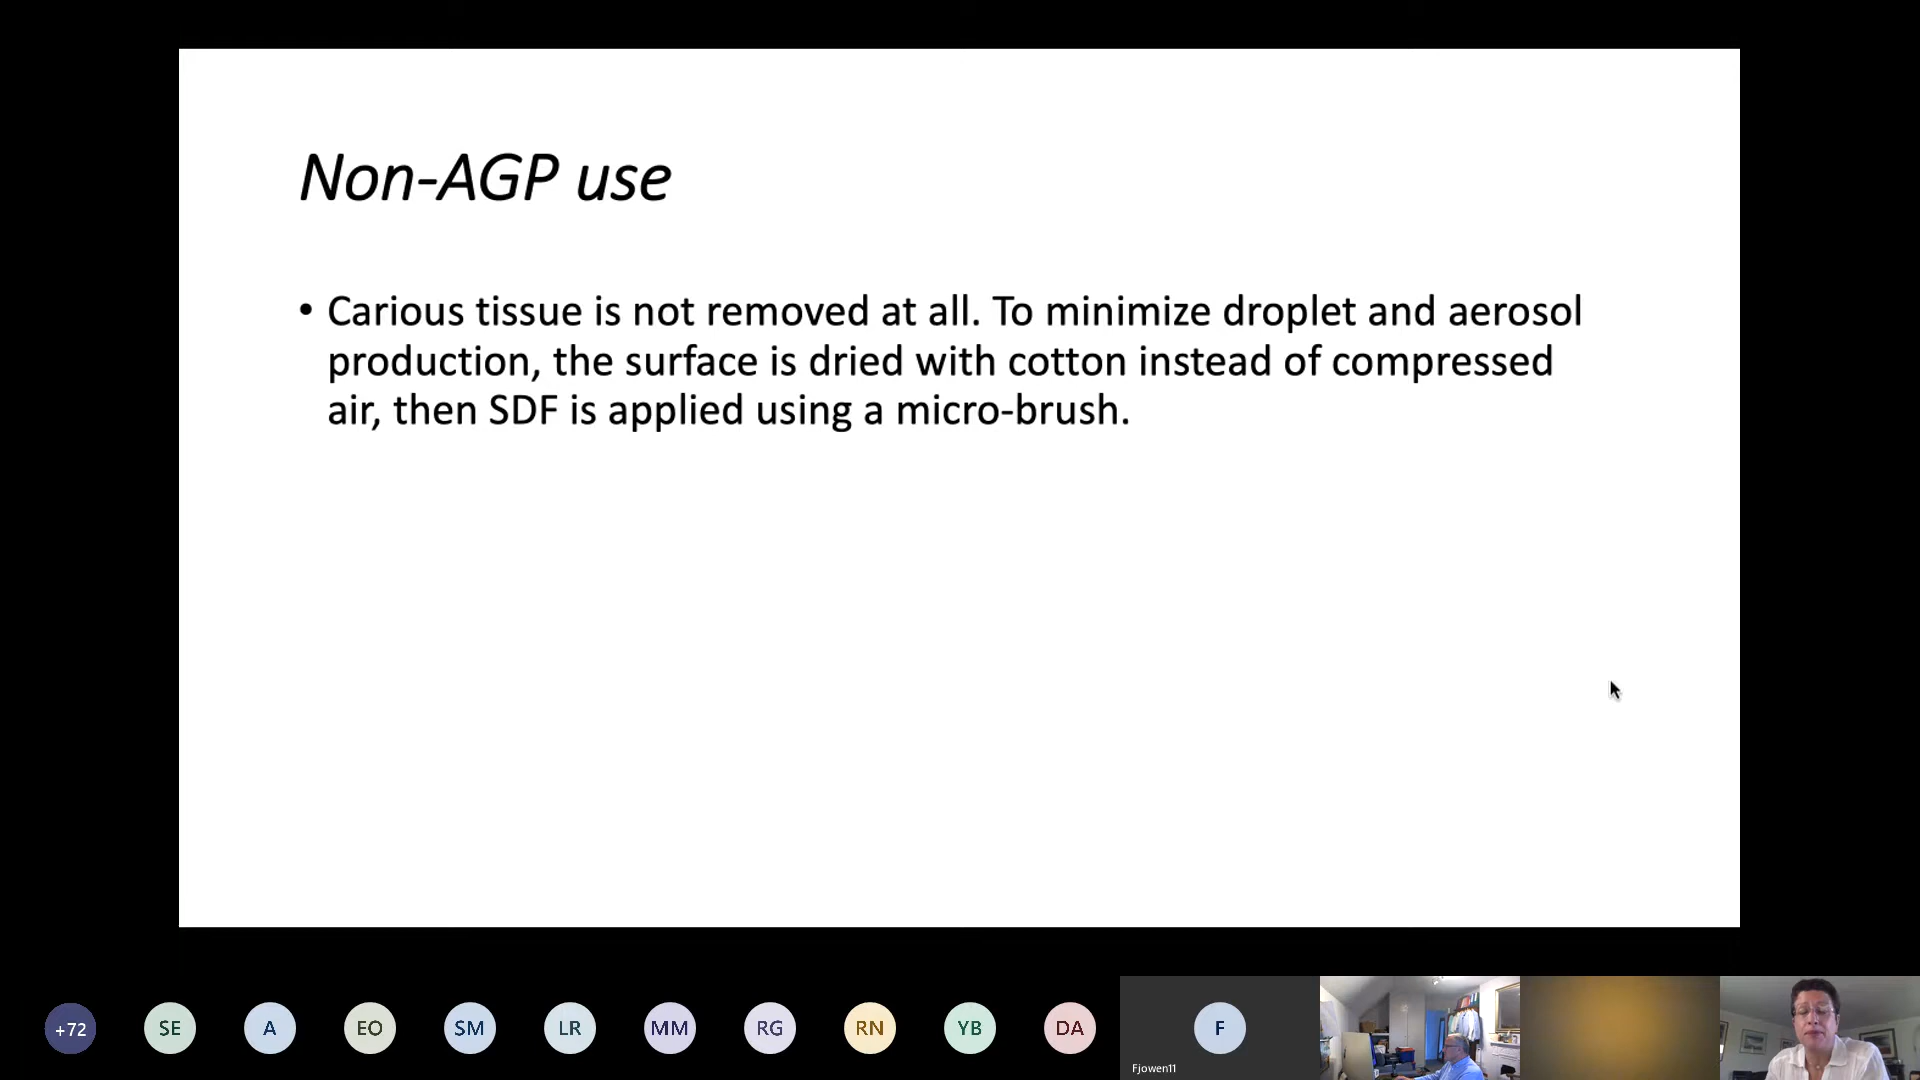 Non-AGP use
• Carious tissue is not removed at all. To minimize droplet and aerosol
production, the surface is dried with cotton instead of compressed
air, then SDF is applied using a micro-brush.
+72 SE A EO SM LR MM RG RN YB DA F
Fjowen11